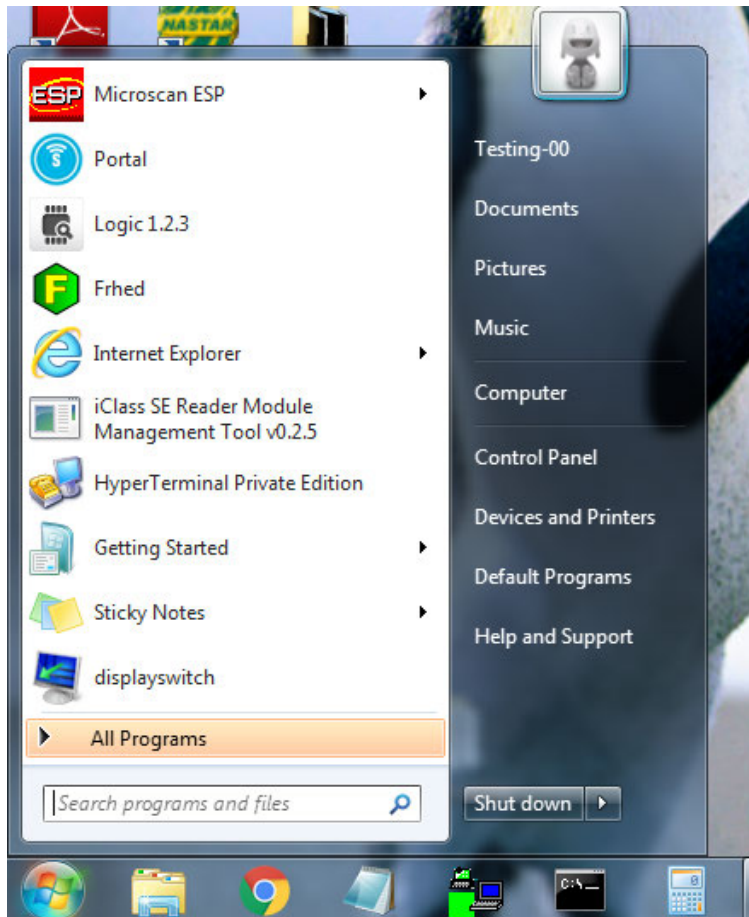 NASTAR
ESP
Microscan ESP
S
Portal
Logic 1.2.3
F
Frhed
Internet Explorer
iClass SE Reader Module
Management Tool v0.2.5
HyperTerminal Private Edition
Getting Started
Sticky Notes
displayswitch
All Programs
Search programs and files
Testing-00
Documents
Pictures
Music
Computer
Control Panel
Devices and Printers
Default Programs
Help and Support
Shut down
C:\_
0